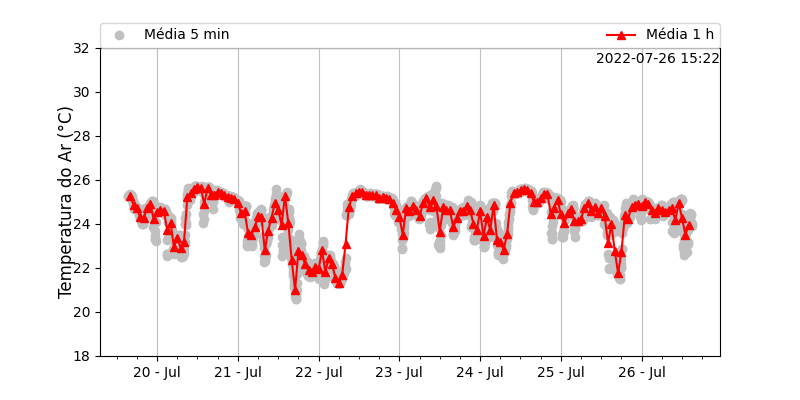 Média 5 min
Média 1 h
2022-07-26 15:22
Temperatura do Ar (°C)
32
30
28
26
24
22
20
18
20 - Jul
21 - Jul
22 - Jul
23 - Jul
24 - Jul
25 - Jul
26 - Jul